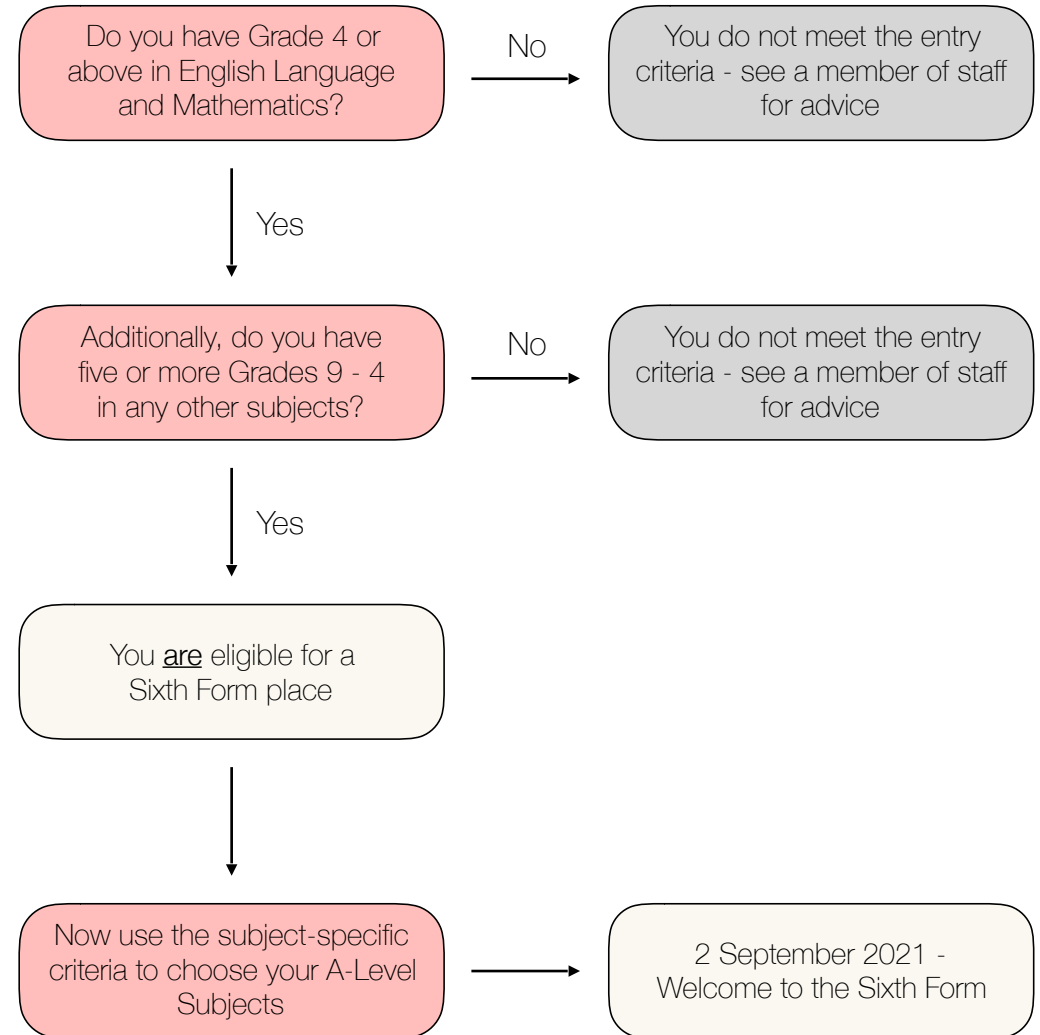 Do you have Grade 4 or
above in English Language
and Mathematics?
No
You do not meet the entry
criteria - see a member of staff
for advice
Yes
Additionally, do you have
five or more Grades 9 - 4
in any other subjects?
No
You do not meet the entry
criteria - see a member of staff
for advice
Yes
You are eligible for a
Sixth Form place
Now use the subject-specific
criteria to choose your A-Level
Subjects
2 September 2021 -
Welcome to the Sixth Form